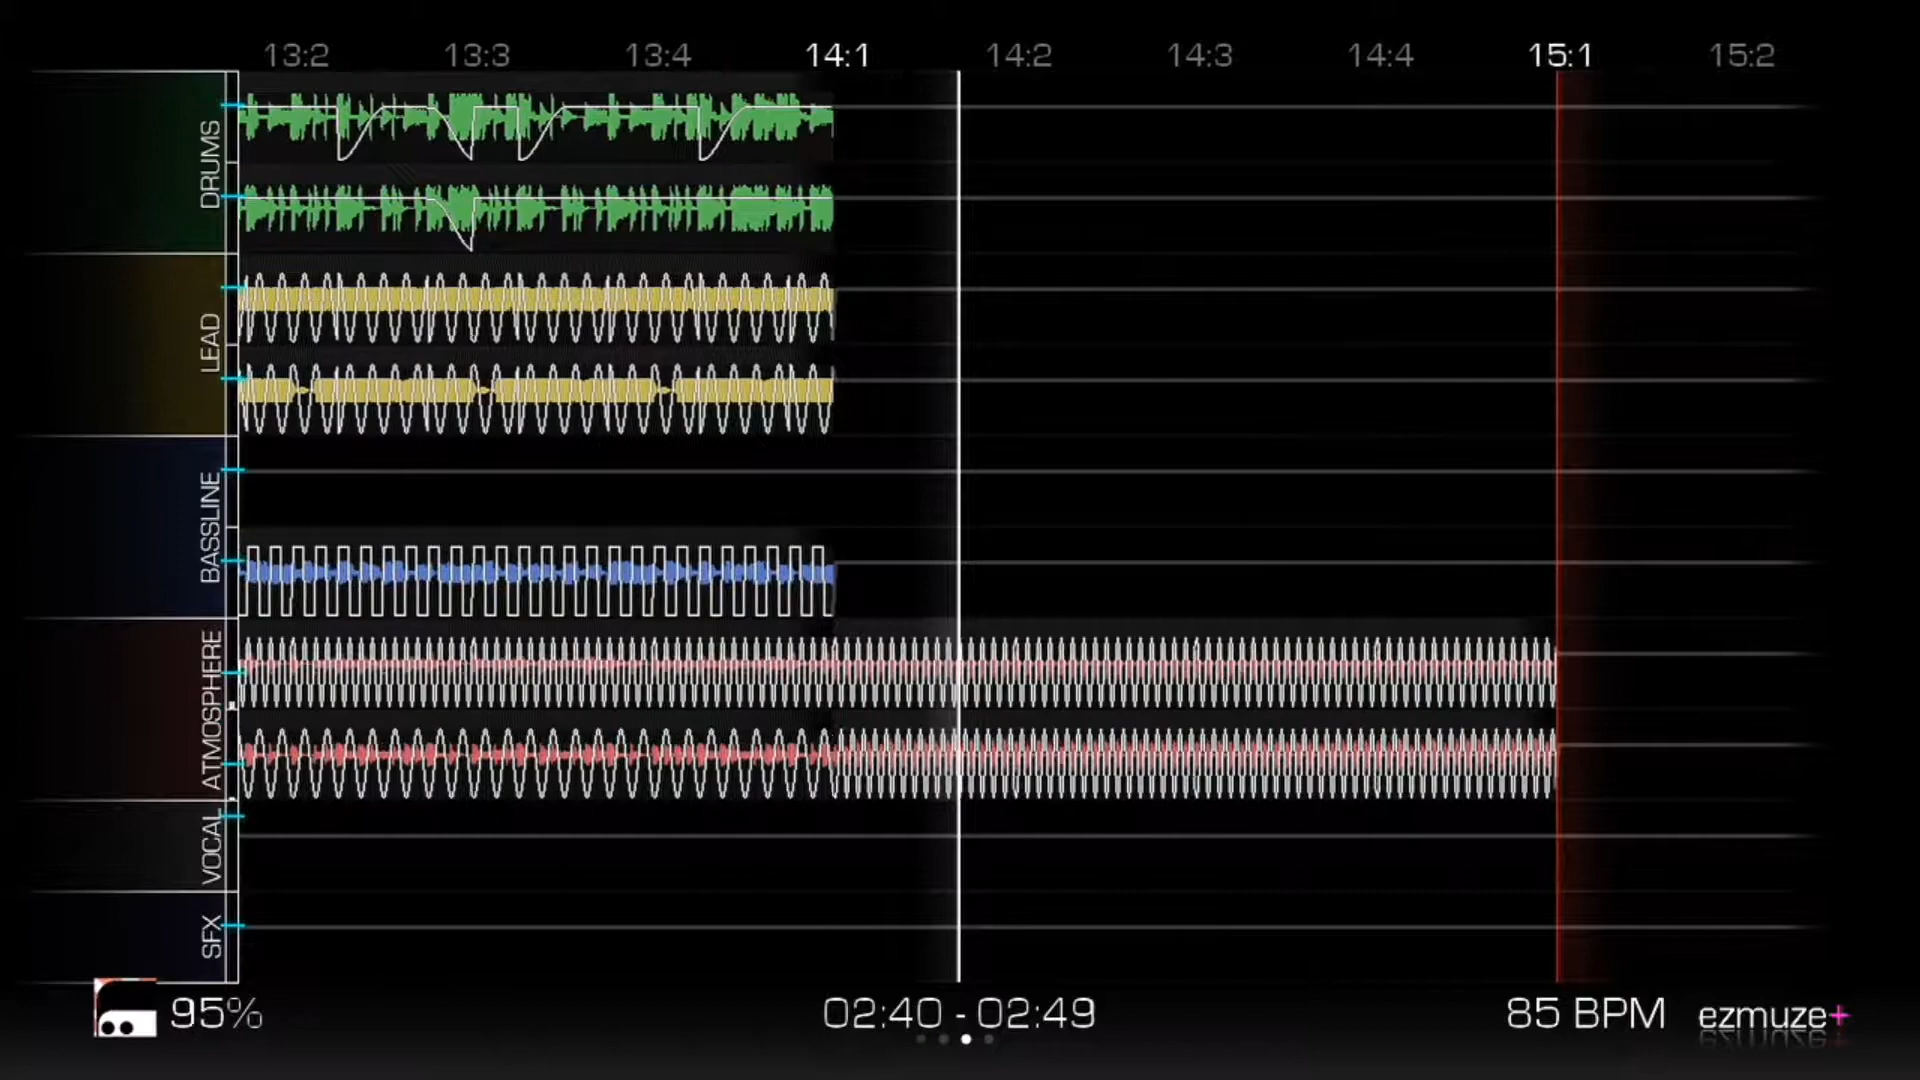 13:2 13:3 13:4 14:1 14:2 14:3 14:4 15:1 15:2
DRUMS
LEAD
BASSLINE
ATMOSPHERE
VOCAL
SFX
95% 02:40 - 02:49 85 BPM ezmuze+